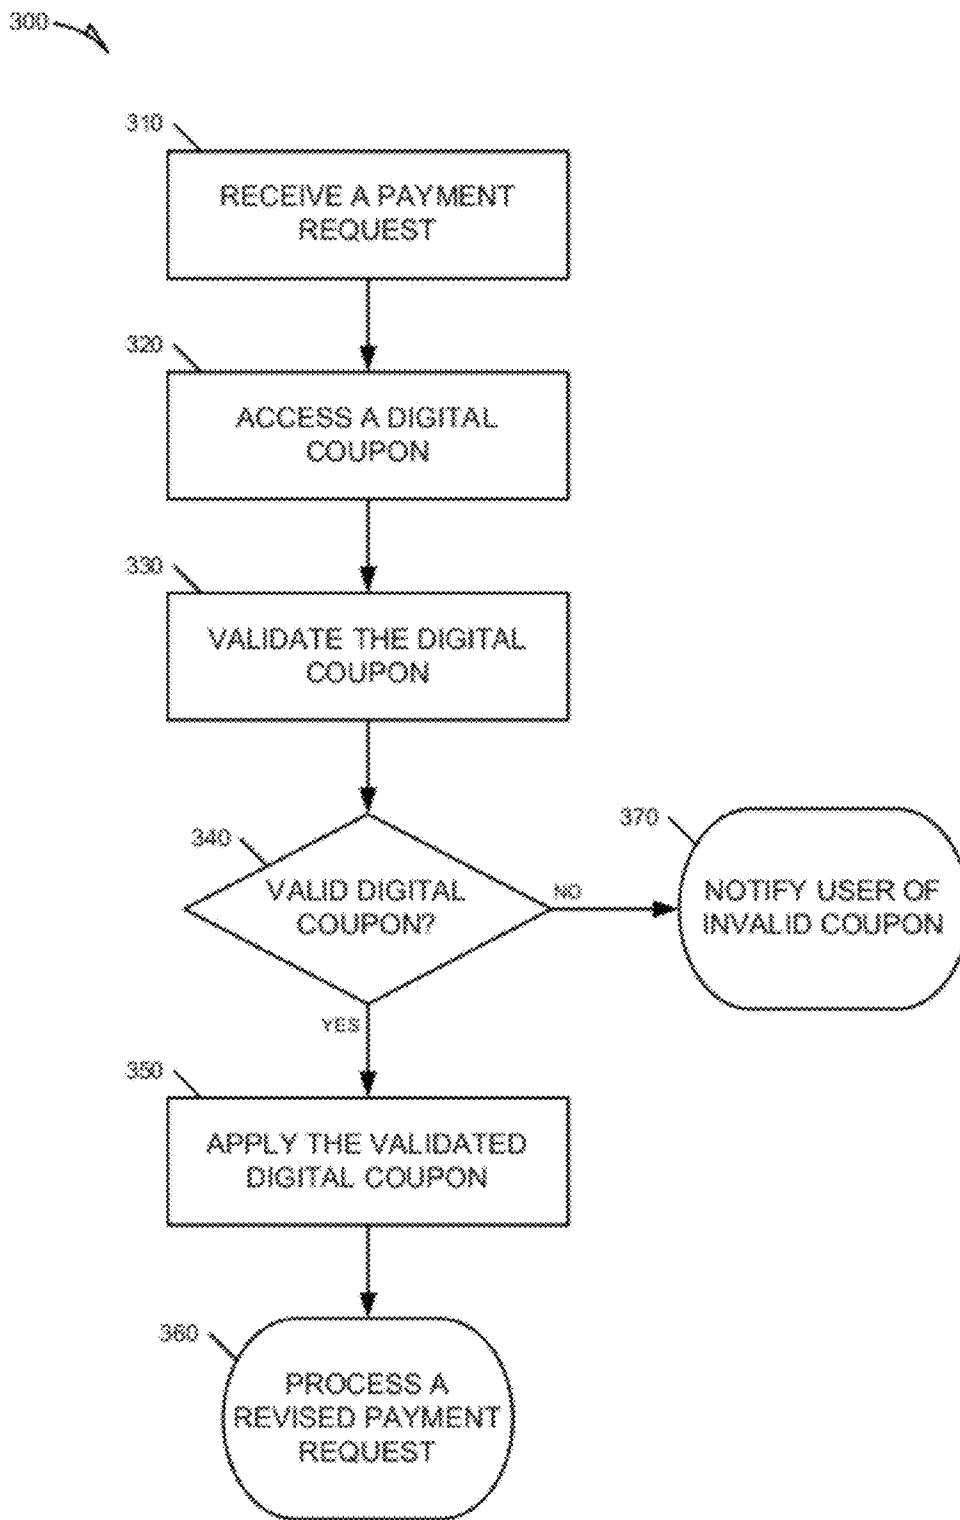 300
310
RECEIVE A PAYMENT
REQUEST
320
ACCESS A DIGITAL
COUPON
330
VALIDATE THE DIGITAL
COUPON
340
VALID DIGITAL
COUPON?
NO
370
NOTIFY USER OF
INVALID COUPON
YES
350
APPLY THE VALIDATED
DIGITAL COUPON
360
PROCESS A
REVISED PAYMENT
REQUEST